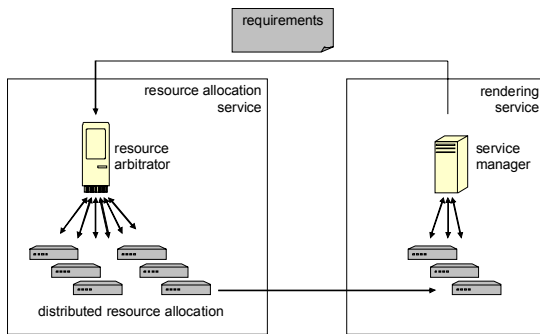 requirements
resource allocation
service
rendering
service
resource
arbitrator
service
manager
distributed resource allocation